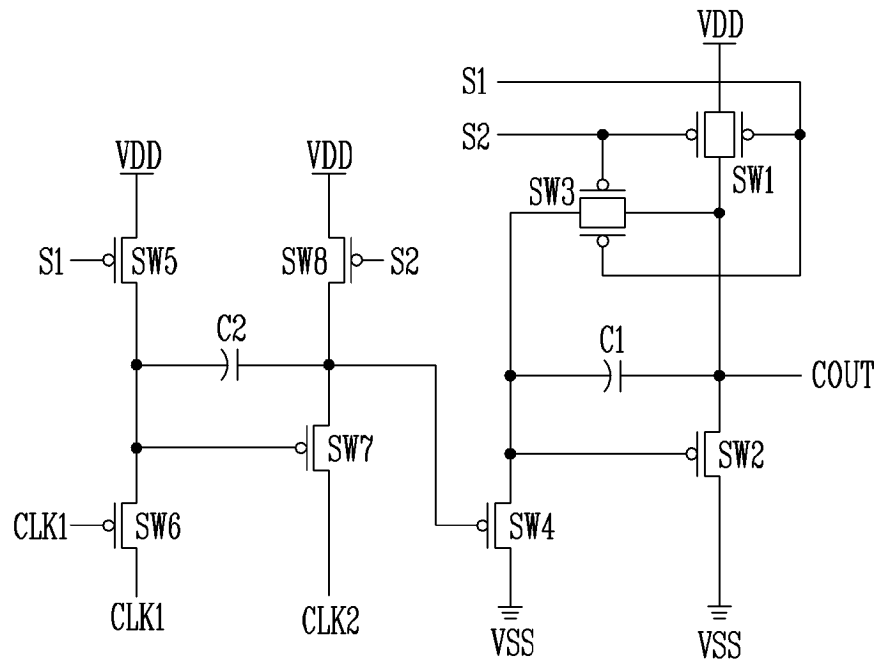 VDD
S1
S2
SW1
SW3
VDD
VDD
S1
SW5
SW8
S2
C2
C1
COUT
SW7
SW2
CLK1
SW6
SW4
CLK1
CLK2
VSS
VSS